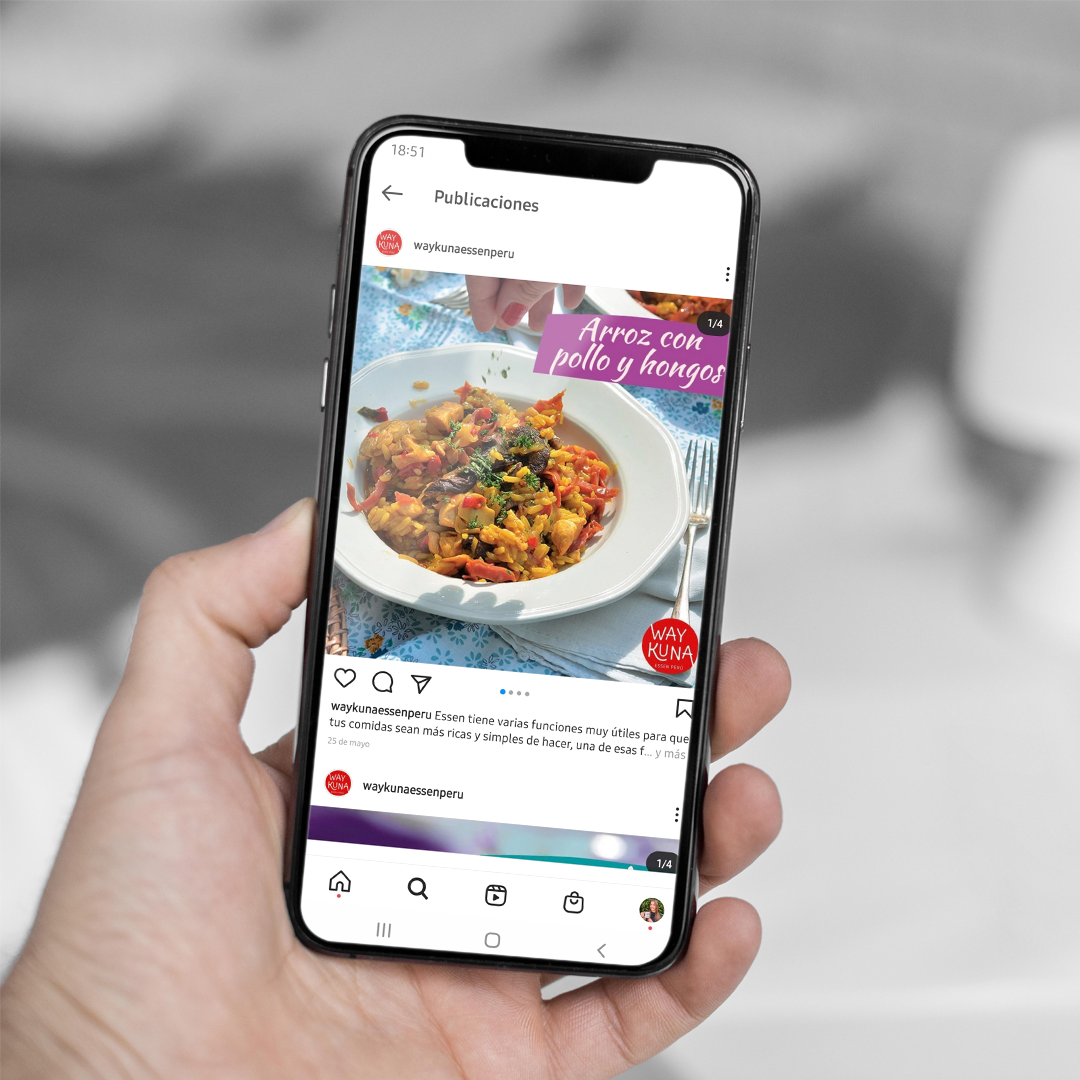 18:51
Publicaciones
WAY
KUNA
waykunaessenperu
1/4
Arroz con
pollo y hongos
WAY
KUNA
ESSEN PERÚ
waykunaessenperu Essen tiene varias funciones muy útiles para que
tus comidas sean más ricas y simples de hacer, una de esas f... y más
25 de mayo
WAY
KUNA
waykunaessenperu
1/4